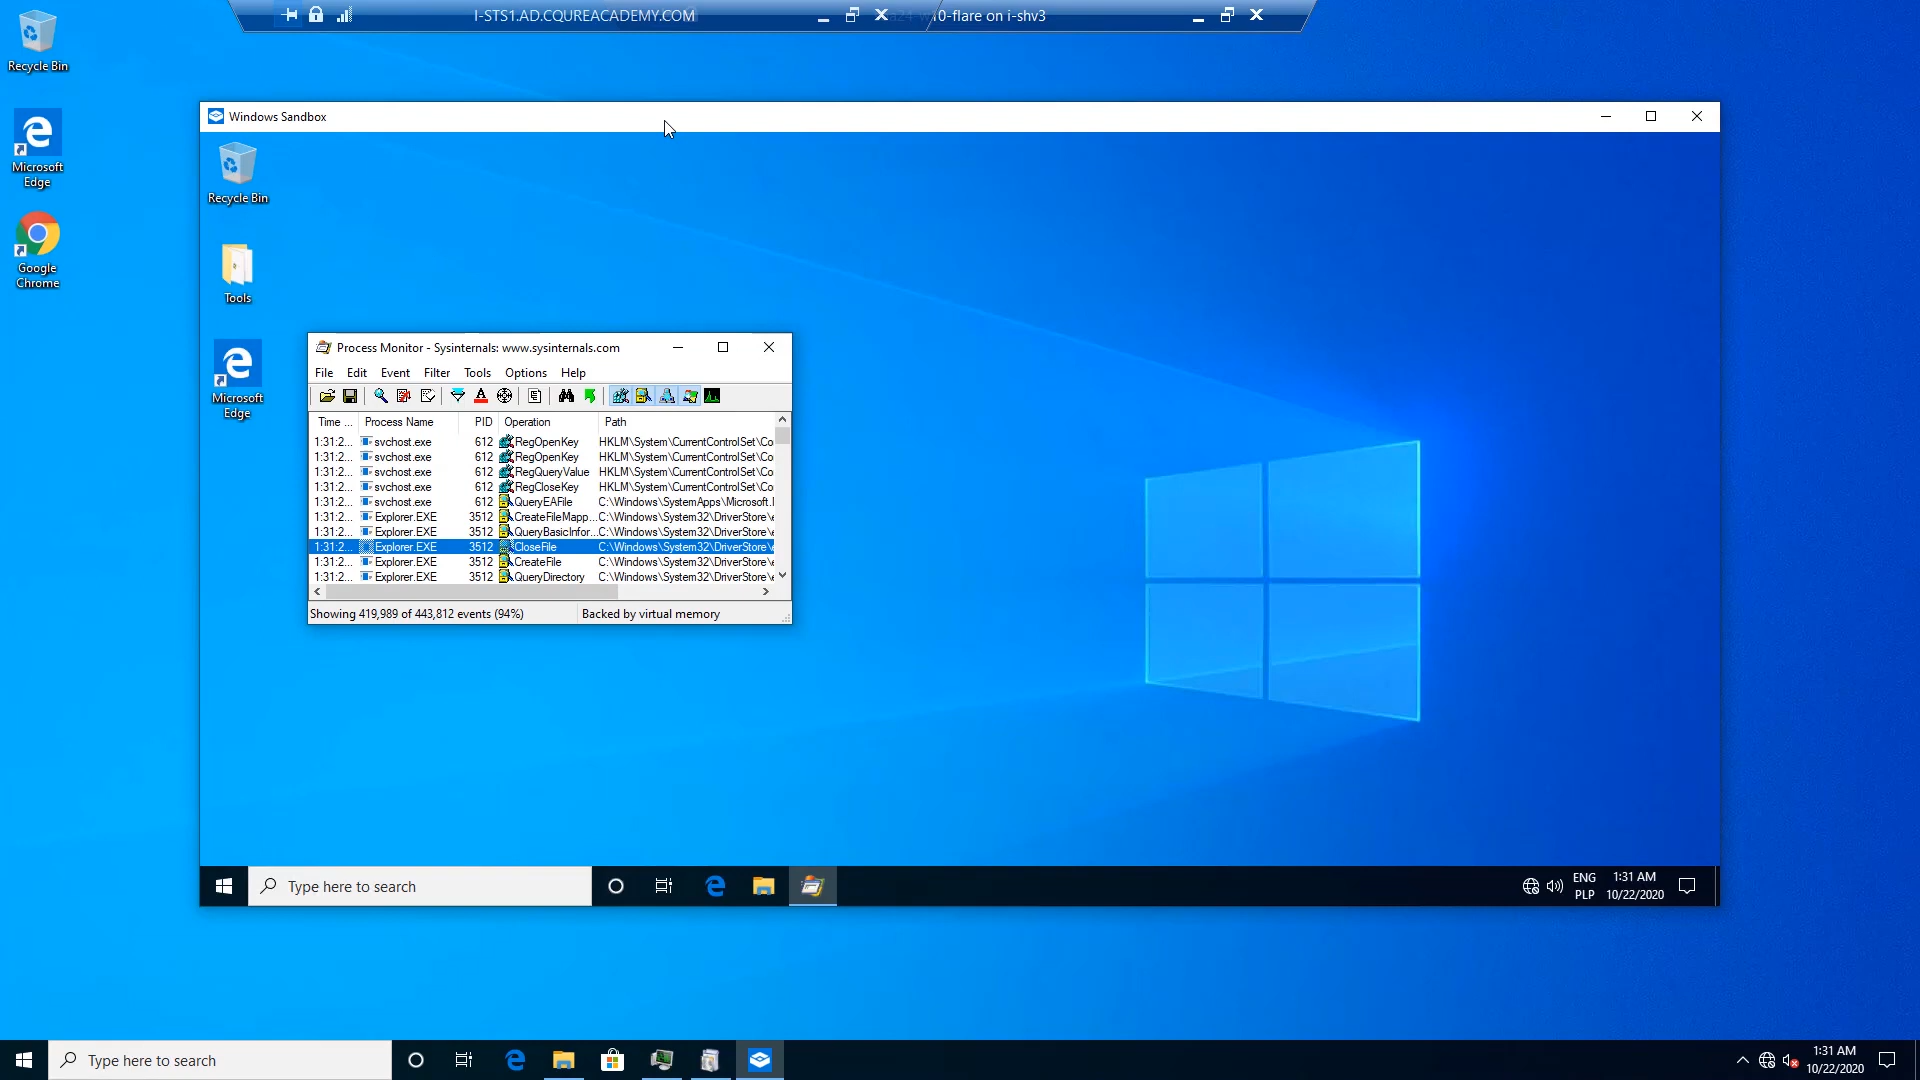 I-STS1.AD.CQUREACADEMY.COM
10-flare on i-shv3
Recycle Bin
Microsoft
Edge
Google
Chrome
Windows Sandbox
Recycle Bin
Tools
Microsoft
Edge
Process Monitor - Sysinternals: www.sysinternals.com
File Edit Event Filter Tools Options Help
Time ... Process Name PID Operation Path
1:31:2... svchost.exe 612 RegOpenKey HKLM\System\CurrentControlSet\Co
1:31:2... svchost.exe 612 RegOpenKey HKLM\System\CurrentControlSet\Co
1:31:2... svchost.exe 612 RegQueryValue HKLM\System\CurrentControlSet\Co
1:31:2... svchost.exe 612 RegCloseKey HKLM\System\CurrentControlSet\Co
1:31:2... svchost.exe 612 QueryEAFile C:\Windows\SystemApps\Microsoft.
1:31:2... Explorer.EXE 3512 CreateFileMapp... C:\Windows\System32\DriverStore\
1:31:2... Explorer.EXE 3512 QueryBasicInfor... C:\Windows\System32\DriverStore\
1:31:2... Explorer.EXE 3512 CloseFile C:\Windows\System32\DriverStore\
1:31:2... Explorer.EXE 3512 CreateFile C:\Windows\System32\DriverStore\
1:31:2... Explorer.EXE 3512 QueryDirectory C:\Windows\System32\DriverStore\
Showing 419,989 of 443,812 events (94%) Backed by virtual memory
Type here to search
ENG
PLP
1:31 AM
10/22/2020
Type here to search
1:31 AM
10/22/2020